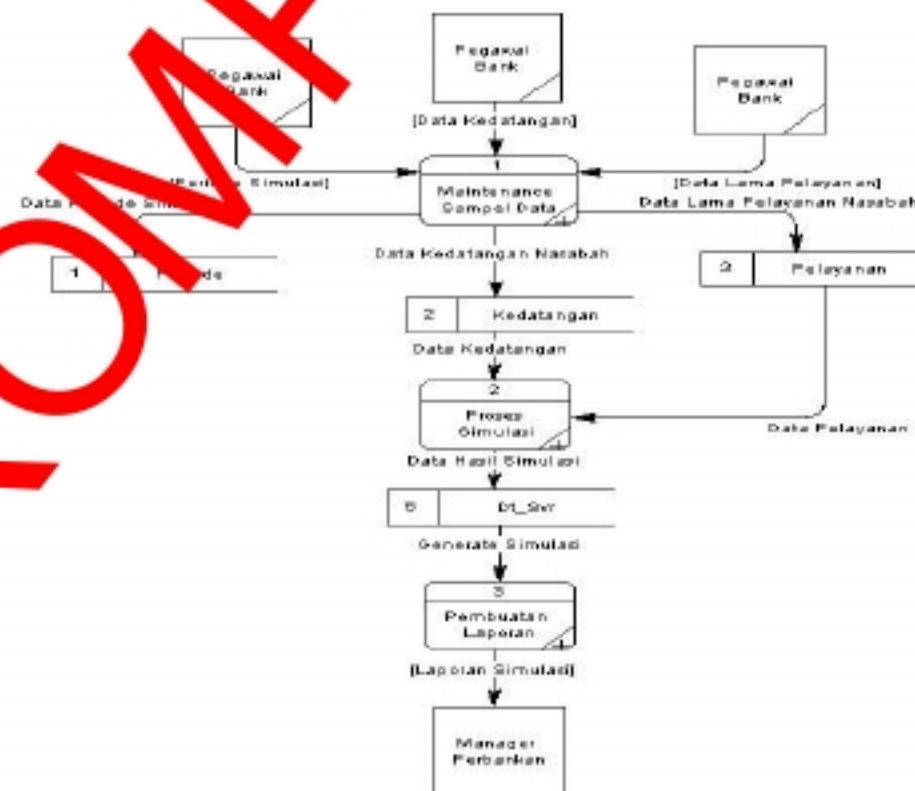 Pegawai
Bank
Pegawai
Bank
Pegawai
Bank
[Data Kedatangan]
Simulasi]
[Data Lama Pelayanan]
1
Maintenance
Sampel Data
Data
Data Lama Pelayanan Nasabah
Data Kedatangan Nasabah
1
3 Pelayanan
2 Kedatangan
Data Kedatangan
2
Proses
Simulasi
Data Pelayanan
Data Hasil Simulasi
Dt_Svr
Generate Simulasi
3
Pembuatan
Laporan
[Laporan Simulasi]
Manager
Perbankan